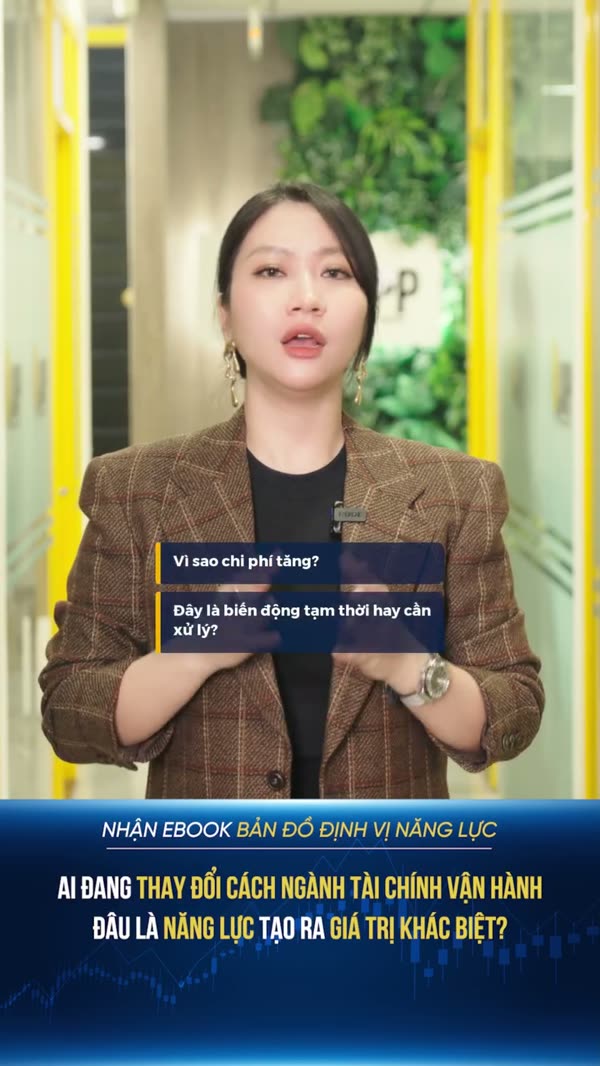 P
Vì sao chi phí tăng?
Đây là biến động tạm thời hay cần
xử lý?
NHẬN EBOOK BẢN ĐỒ ĐỊNH VỊ NĂNG LỰC
AI ĐANG THAY ĐỔI CÁCH NGÀNH TÀI CHÍNH VẬN HÀNH
ĐÂU LÀ NĂNG LỰC TẠO RA GIÁ TRỊ KHÁC BIỆT?